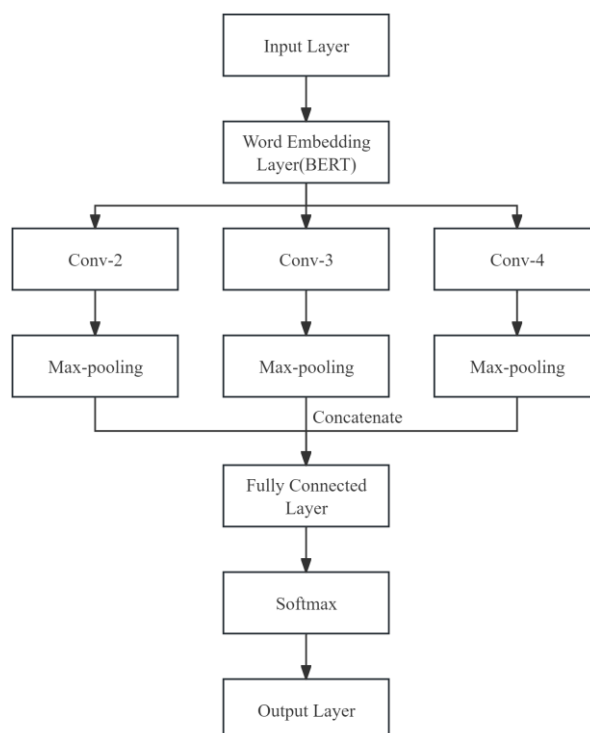 Input Layer
Word Embedding
Layer(BERT)
Conv-2
Conv-3
Conv-4
Max-pooling
Max-pooling
Max-pooling
Concatenate
Fully Connected
Layer
Softmax
Output Layer